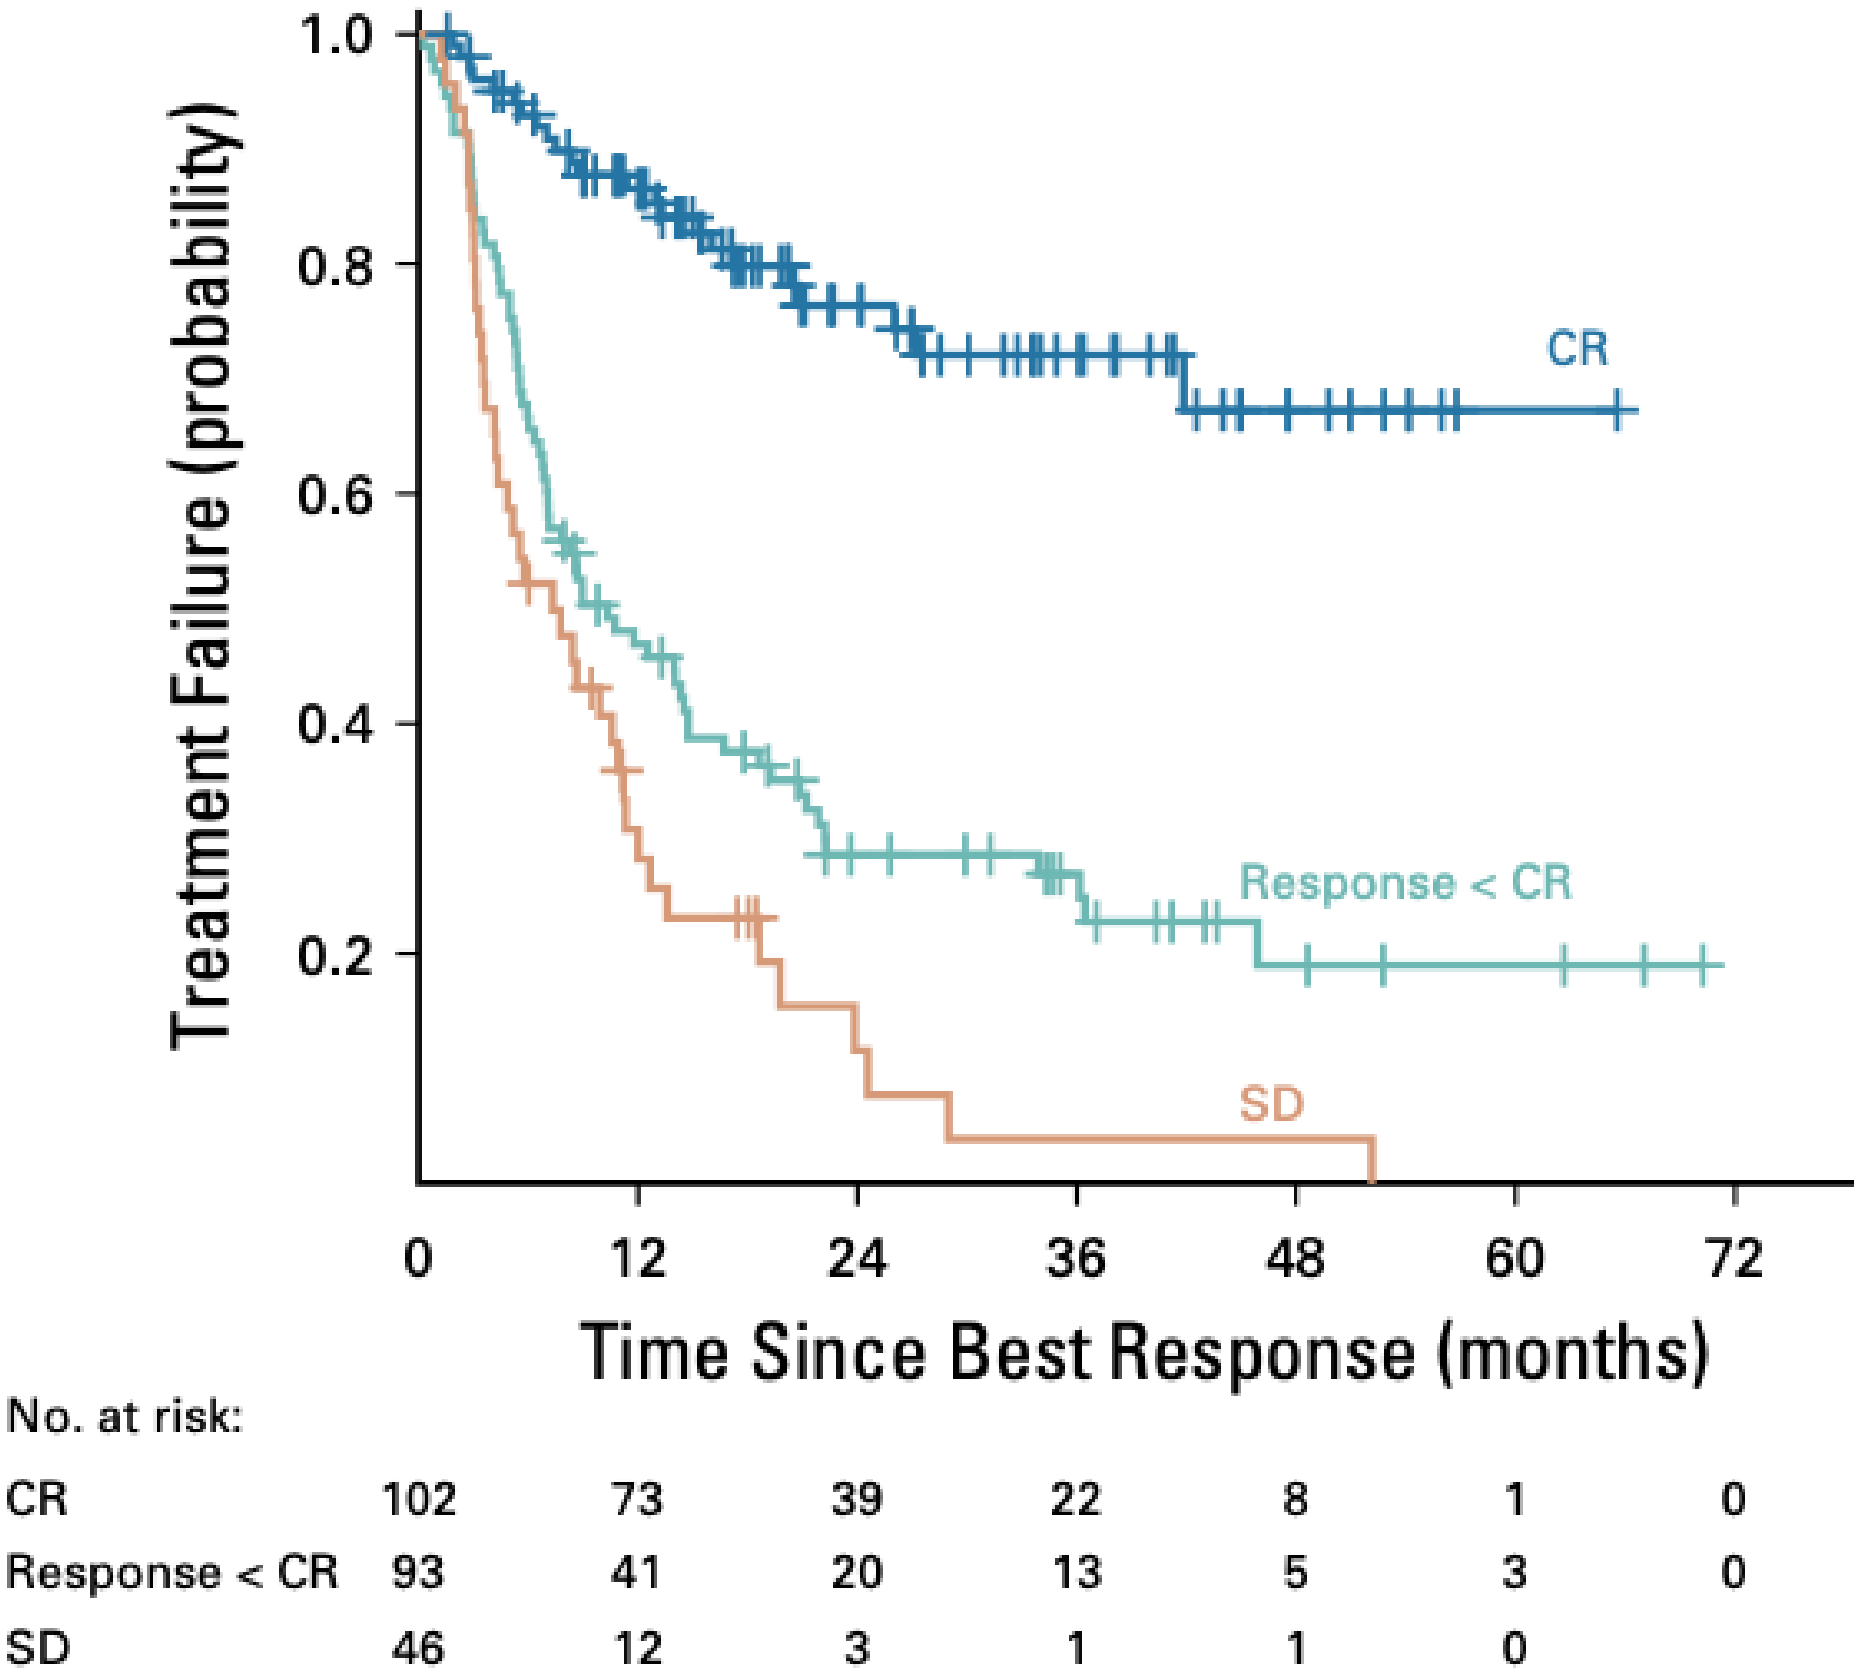 Treatment Failure (probability)
1.0
0.8
0.6
0.4
0.2
CR
Response < CR
SD
0 12 24 36 48 60 72
Time Since Best Response (months)
No. at risk:
CR 102 73 39 22 8 1 0
Response < CR 93 41 20 13 5 3 0
SD 46 12 3 1 1 0